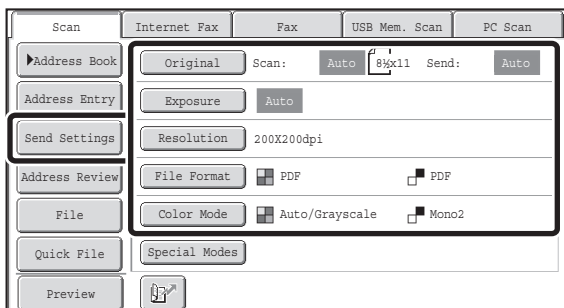 Scan Internet Fax Fax USB Mem. Scan PC Scan
Address Book Original Scan: Auto 8½x11 Send: Auto
Address Entry Exposure Auto
Send Settings Resolution 200X200dpi
Address Review File Format PDF PDF
File Color Mode Auto/Grayscale Mono2
Quick File Special Modes
Preview